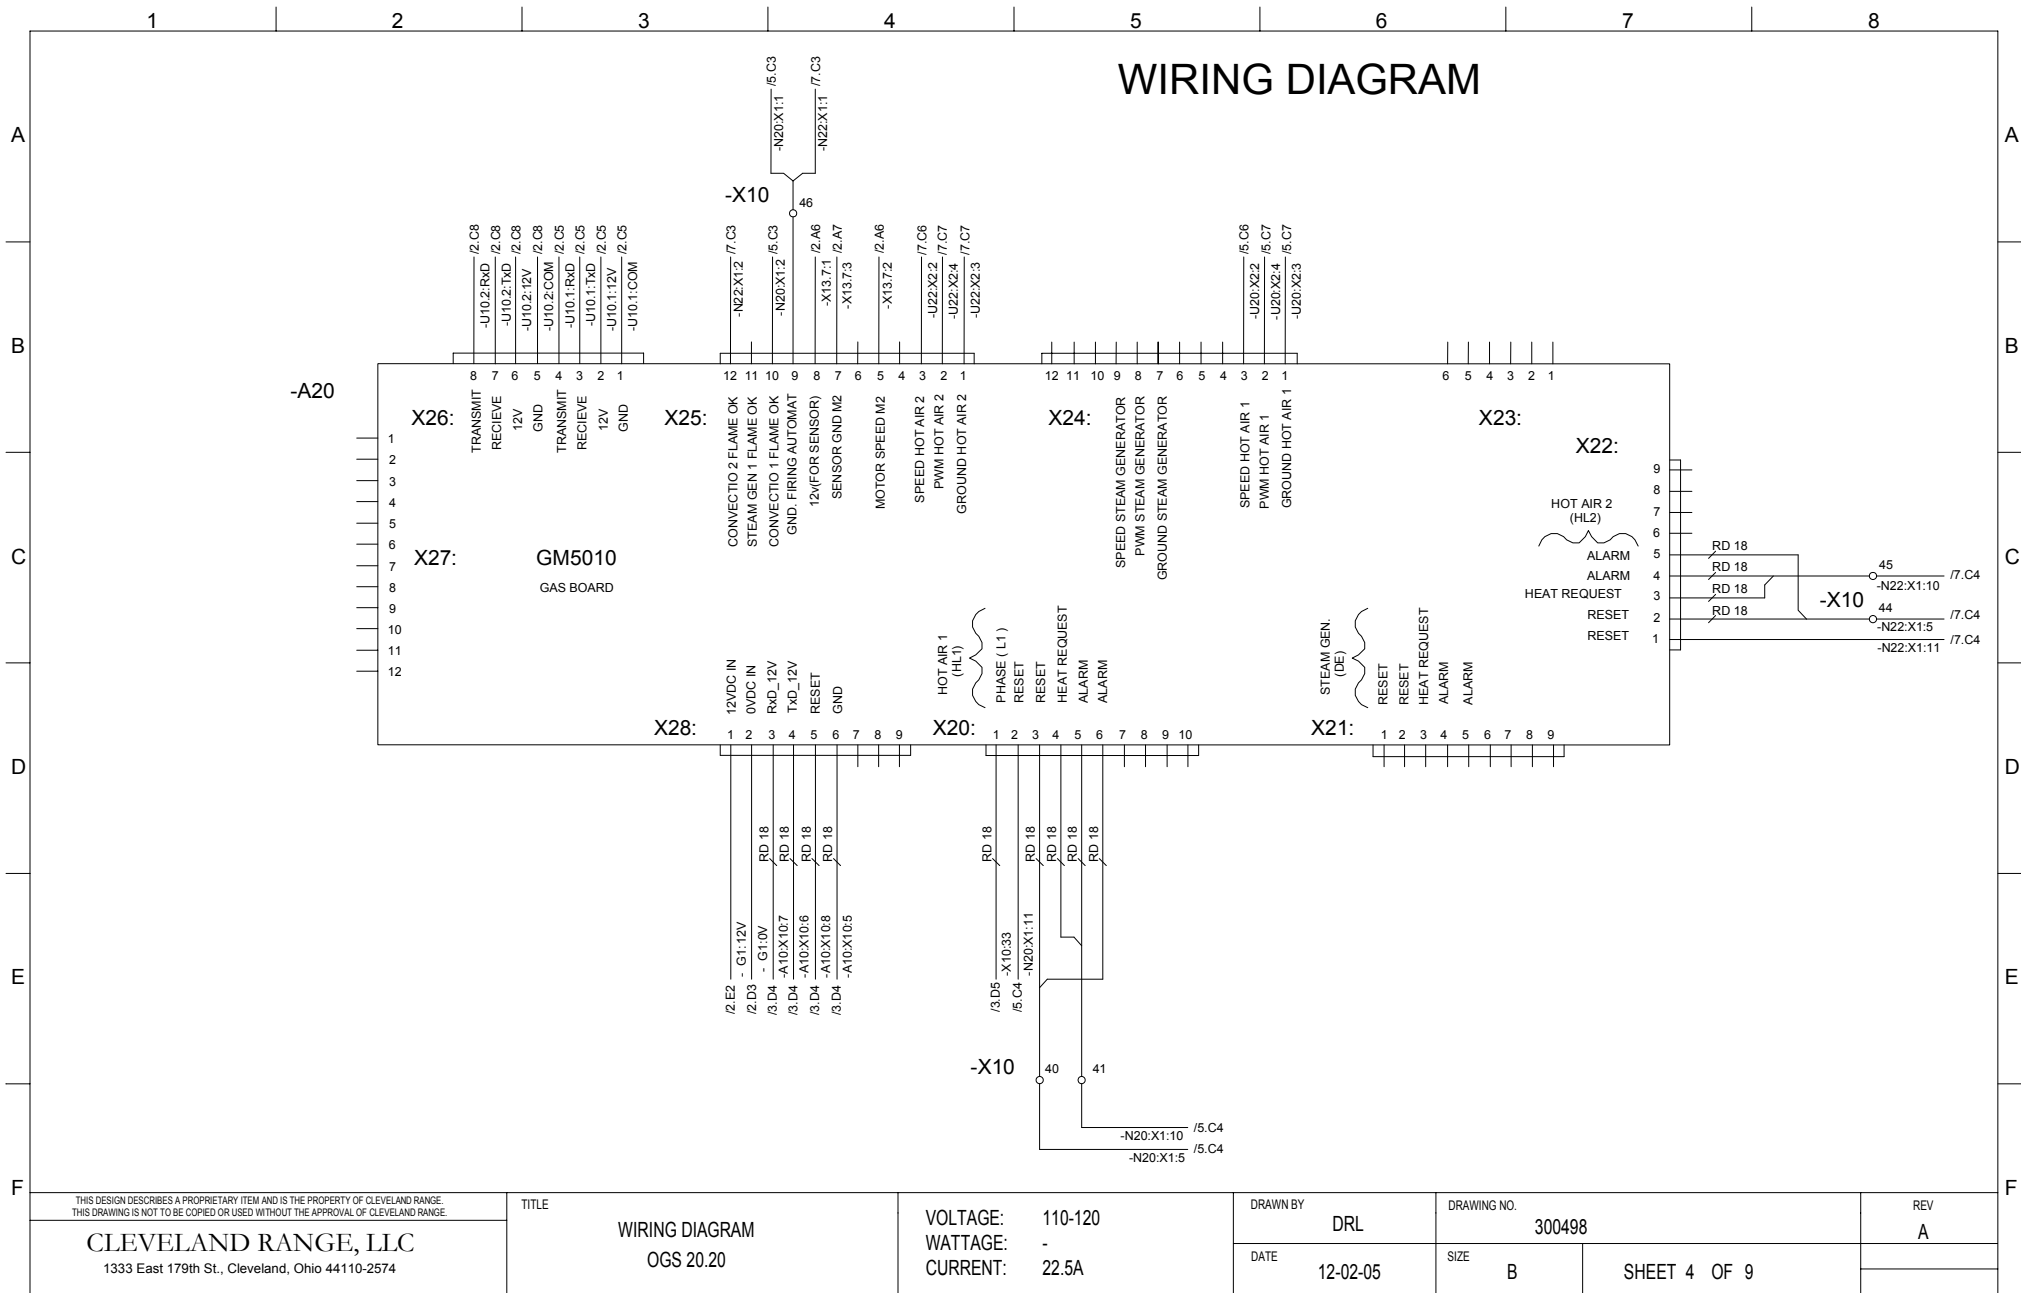 1 2 3 4 5 6 7 8
WIRING DIAGRAM
A A
B B
C C
D D
E E
F F
-N20:X1:1 /5.C3
-N22:X1:1 /7.C3
-X10 46
-U10.2:RxD /2.C8
-U10.2:TxD /2.C8
-U10.2:12V /2.C8
-U10.2:COM /2.C8
-U10.1:RxD /2.C5
-U10.1:TxD /2.C5
-U10.1:12V /2.C5
-U10.1:COM /2.C5
-N22:X1:2 /7.C3
-N20:X1:2 /5.C3
-X13.7:1 /2.A6
-X13.7:3 /2.A7
-X13.7:2 /2.A6
-U22:X2:2 /7.C6
-U22:X2:4 /7.C7
-U22:X2:3 /7.C7
-U20:X2:2 /5.C6
-U20:X2:4 /5.C7
-U20:X2:3 /5.C7
-A20
X26:
8 7 6 5 4 3 2 1
TRANSMIT
RECIEVE
12V
GND
TRANSMIT
RECIEVE
12V
GND
X25:
12 11 10 9 8 7 6 5 4 3 2 1
CONVECTIO 2 FLAME OK
STEAM GEN 1 FLAME OK
CONVECTIO 1 FLAME OK
GND. FIRING AUTOMAT
12v(FOR SENSOR)
SENSOR GND M2
MOTOR SPEED M2
SPEED HOT AIR 2
PWM HOT AIR 2
GROUND HOT AIR 2
X24:
12 11 10 9 8 7 6 5 4 3 2 1
SPEED STEAM GENERATOR
PWM STEAM GENERATOR
GROUND STEAM GENERATOR
SPEED HOT AIR 1
PWM HOT AIR 1
GROUND HOT AIR 1
X23:
6 5 4 3 2 1
X22:
9
8
7
6
HOT AIR 2
(HL2)
ALARM 5 RD 18
ALARM 4 RD 18
HEAT REQUEST 3 RD 18
RESET 2 RD 18
RESET 1
45 /7.C4
-N22:X1:10
-X10
44 /7.C4
-N22:X1:5
/7.C4
-N22:X1:11
X27:
1
2
3
4
5
6
7
8
9
10
11
12
GM5010
GAS BOARD
X28:
12VDC IN
0VDC IN
RxD_12V
TxD_12V
RESET
GND
1 2 3 4 5 6 7 8 9
RD 18 RD 18 RD 18 RD 18
/2.E2 - G1:12V
/2.D3 - G1:0V
/3.D4 -A10:X10:7
/3.D4 -A10:X10:6
/3.D4 -A10:X10:8
/3.D4 -A10:X10:5
X20:
HOT AIR 1
(HL1)
PHASE ( L1 )
RESET
RESET
HEAT REQUEST
ALARM
ALARM
1 2 3 4 5 6 7 8 9 10
RD 18 RD 18 RD 18 RD 18 RD 18
/3.D5 -X10:33
/5.C4 -N20:X1:11
-X10 40 41
-N20:X1:10 /5.C4
-N20:X1:5 /5.C4
X21:
STEAM GEN.
(DE)
RESET
RESET
HEAT REQUEST
ALARM
ALARM
1 2 3 4 5 6 7 8 9
THIS DESIGN DESCRIBES A PROPRIETARY ITEM AND IS THE PROPERTY OF CLEVELAND RANGE.
THIS DRAWING IS NOT TO BE COPIED OR USED WITHOUT THE APPROVAL OF CLEVELAND RANGE.
CLEVELAND RANGE, LLC
1333 East 179th St., Cleveland, Ohio 44110-2574
TITLE
WIRING DIAGRAM
OGS 20.20
VOLTAGE: 110-120
WATTAGE: -
CURRENT: 22.5A
DRAWN BY
DRL
DATE
12-02-05
DRAWING NO.
300498
SIZE
B
SHEET 4 OF 9
REV
A